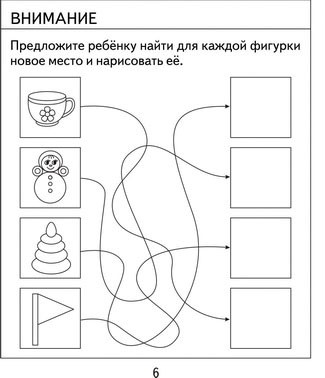 ВНИМАНИЕ
Предложите ребёнку найти для каждой фигурки
новое место и нарисовать её.
6